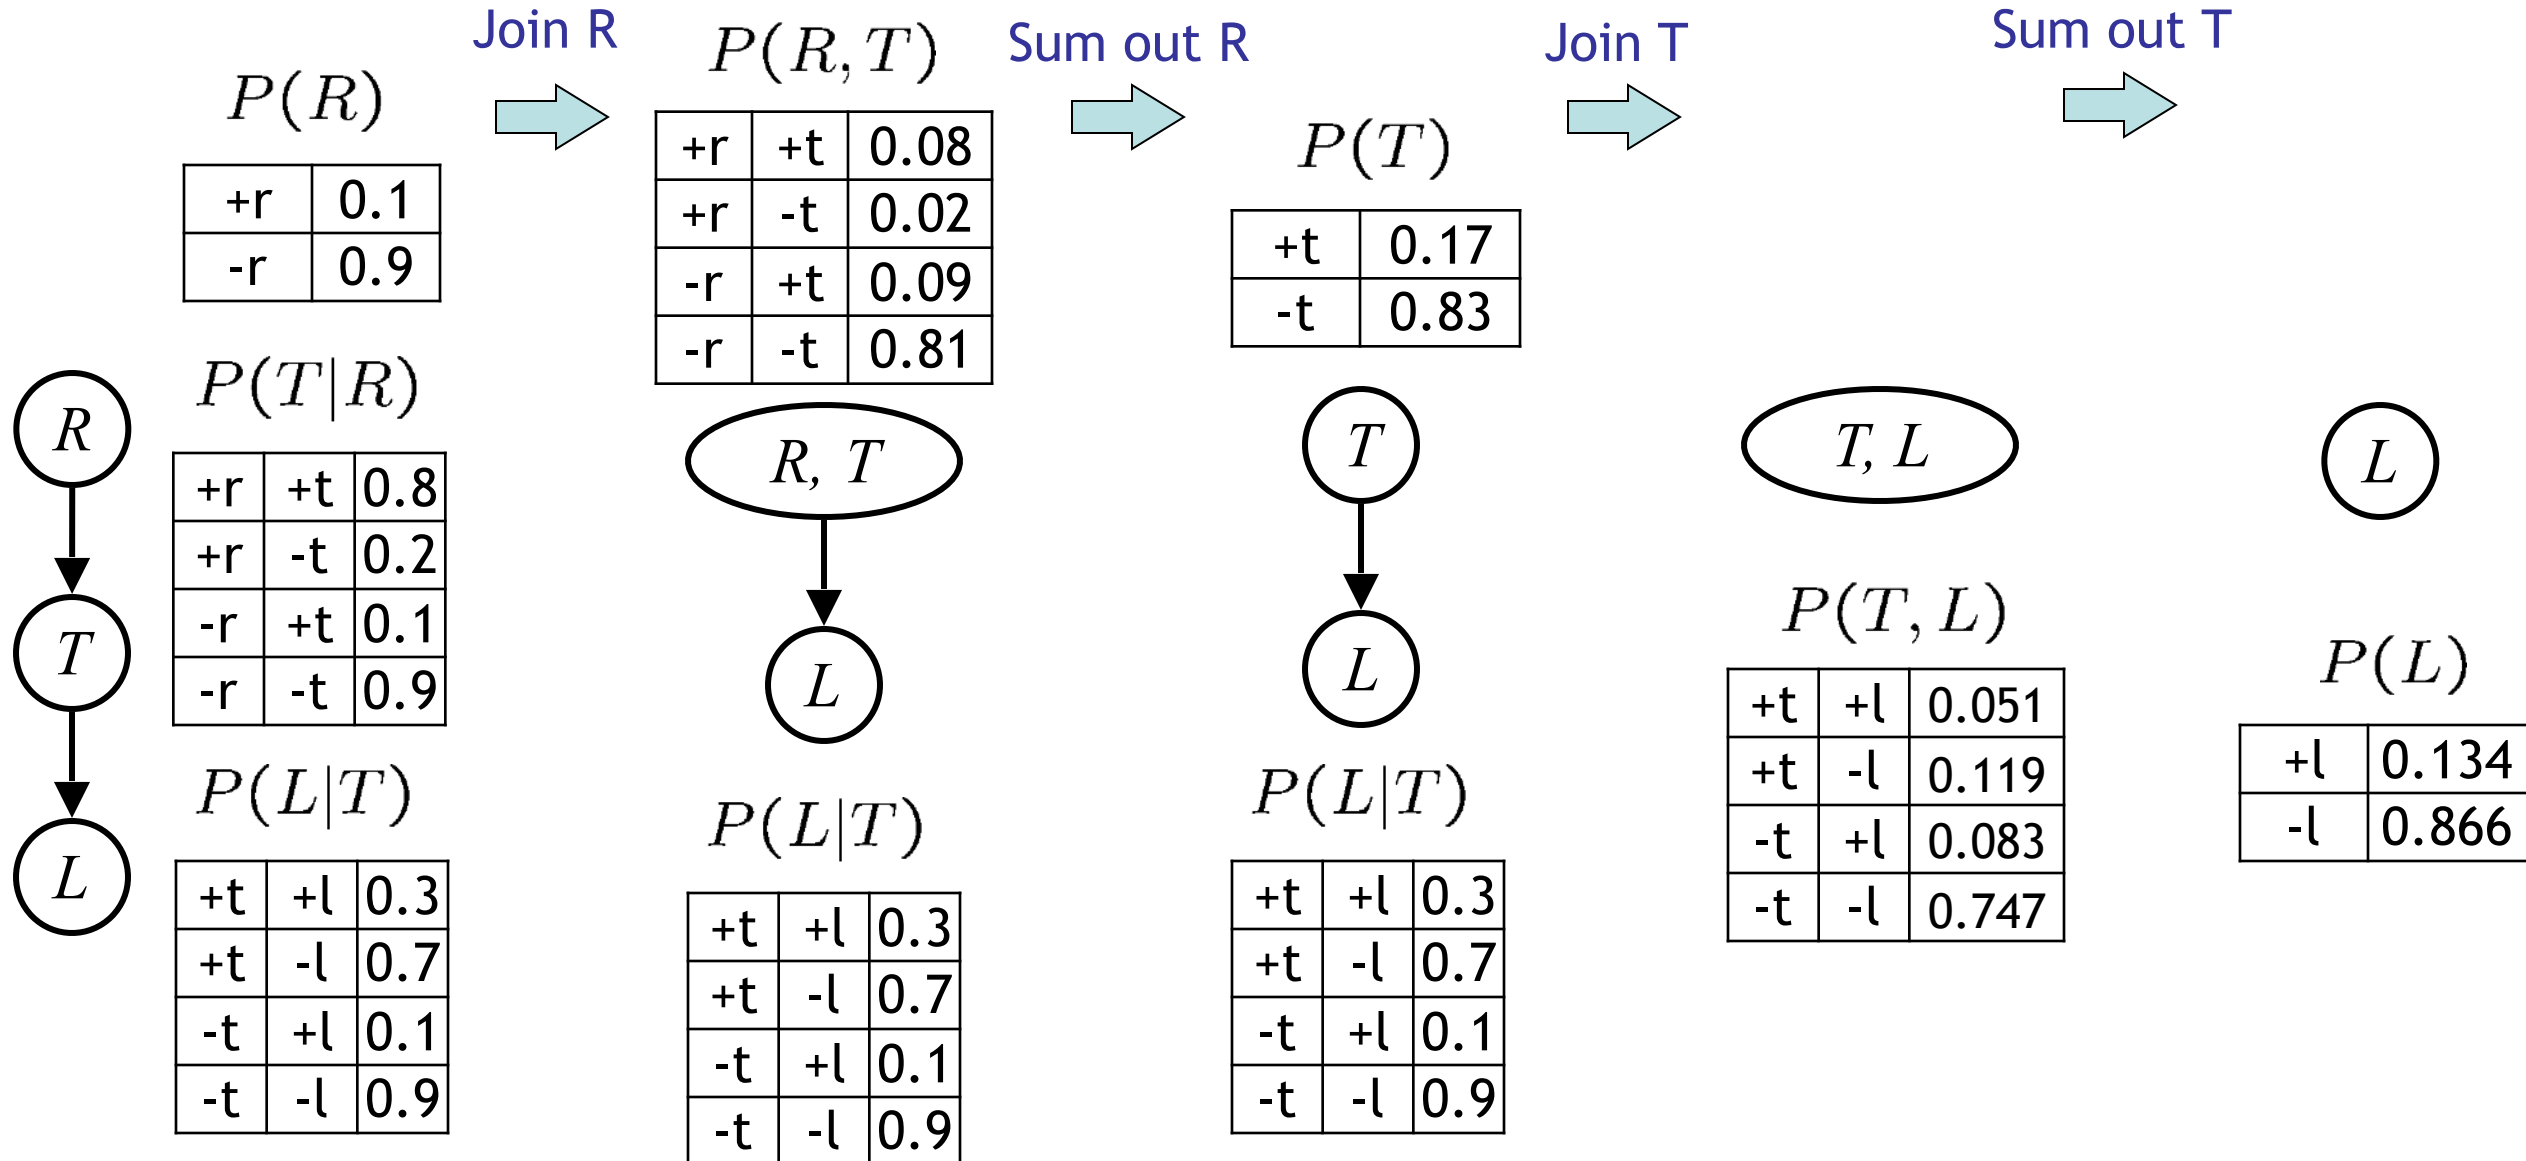 Join R
Sum out R
Join T
Sum out T
P(R)
+r 0.1
-r 0.9
P(T|R)
+r +t 0.8
+r -t 0.2
-r +t 0.1
-r -t 0.9
P(L|T)
+t +l 0.3
+t -l 0.7
-t +l 0.1
-t -l 0.9
R
T
L
P(R, T)
+r +t 0.08
+r -t 0.02
-r +t 0.09
-r -t 0.81
R, T
L
P(L|T)
+t +l 0.3
+t -l 0.7
-t +l 0.1
-t -l 0.9
P(T)
+t 0.17
-t 0.83
T
L
P(L|T)
+t +l 0.3
+t -l 0.7
-t +l 0.1
-t -l 0.9
T, L
P(T, L)
+t +l 0.051
+t -l 0.119
-t +l 0.083
-t -l 0.747
L
P(L)
+l 0.134
-l 0.866